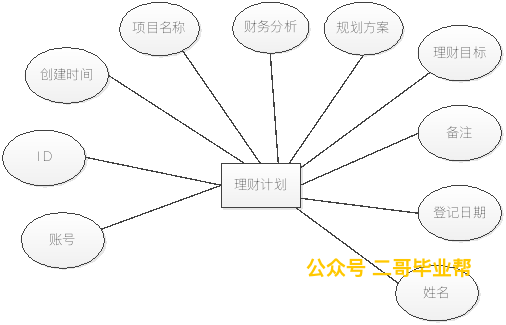 项目名称
财务分析
规划方案
理财目标
创建时间
备注
ID
理财计划
登记日期
账号
公众号 二哥毕业帮
姓名